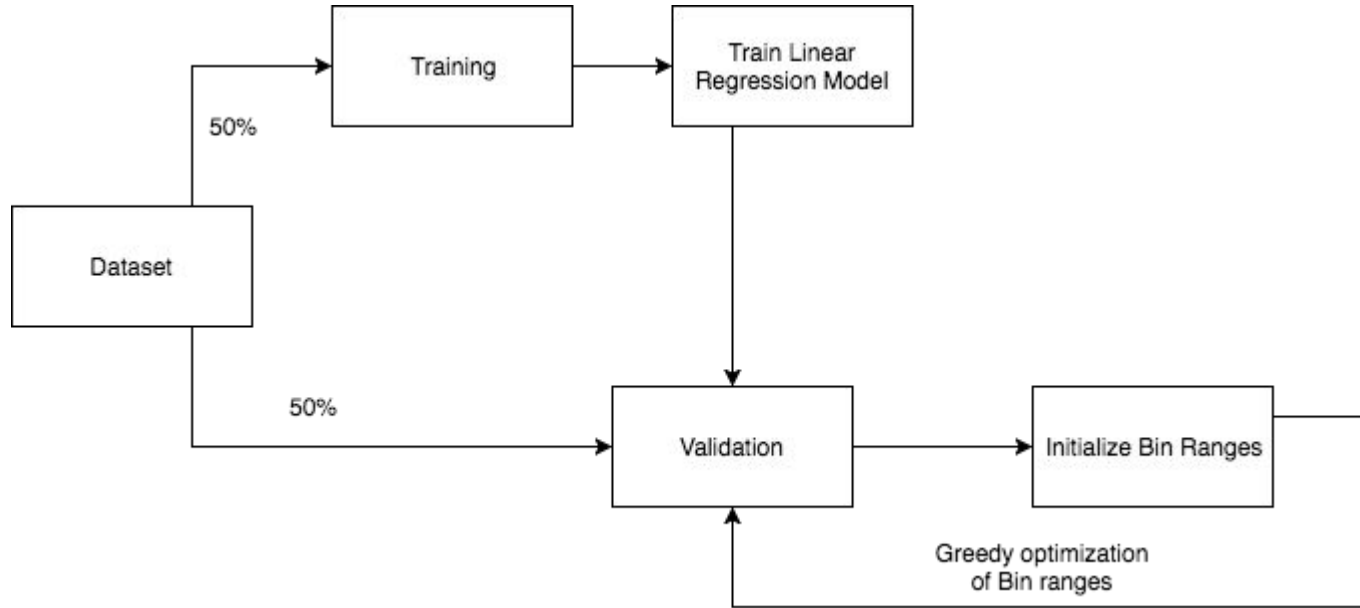 Training
Train Linear
Regression Model
50%
Dataset
50%
Validation
Initialize Bin Ranges
Greedy optimization
of Bin ranges